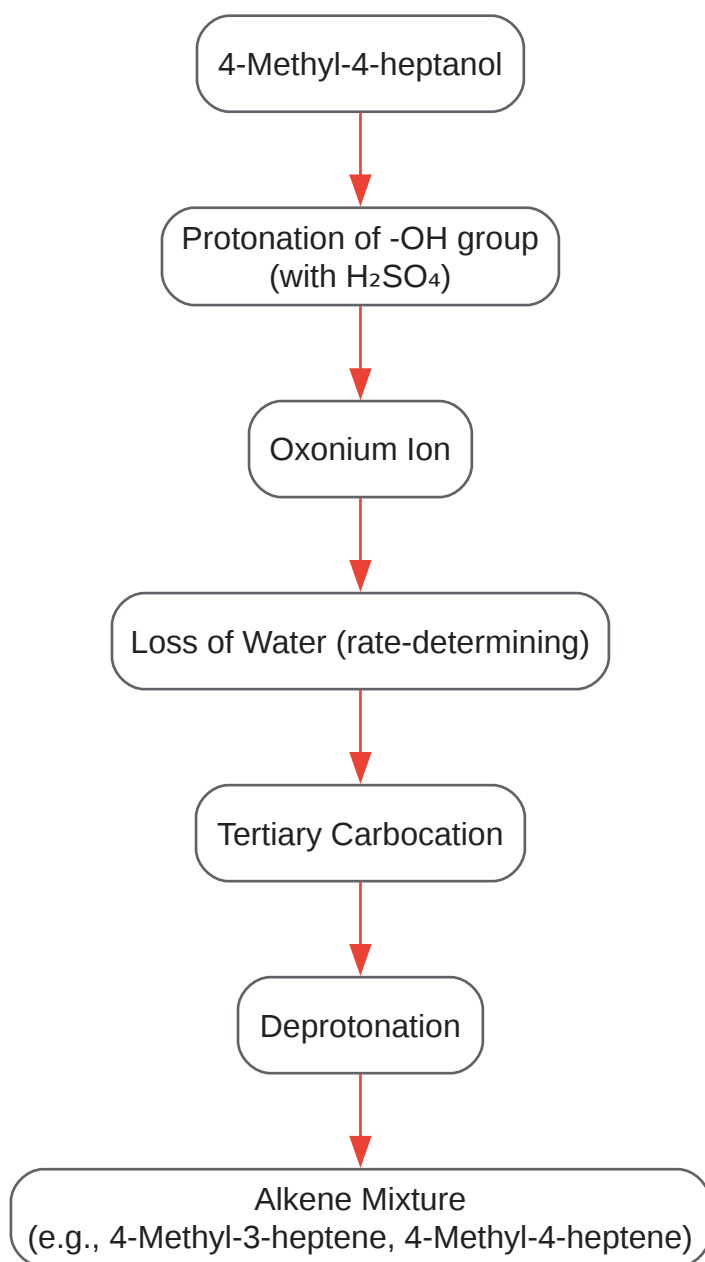 4-Methyl-4-heptanol
Protonation of -OH group
(with H₂SO₄)
Oxonium Ion
Loss of Water (rate-determining)
Tertiary Carbocation
Deprotonation
Alkene Mixture
(e.g., 4-Methyl-3-heptene, 4-Methyl-4-heptene)